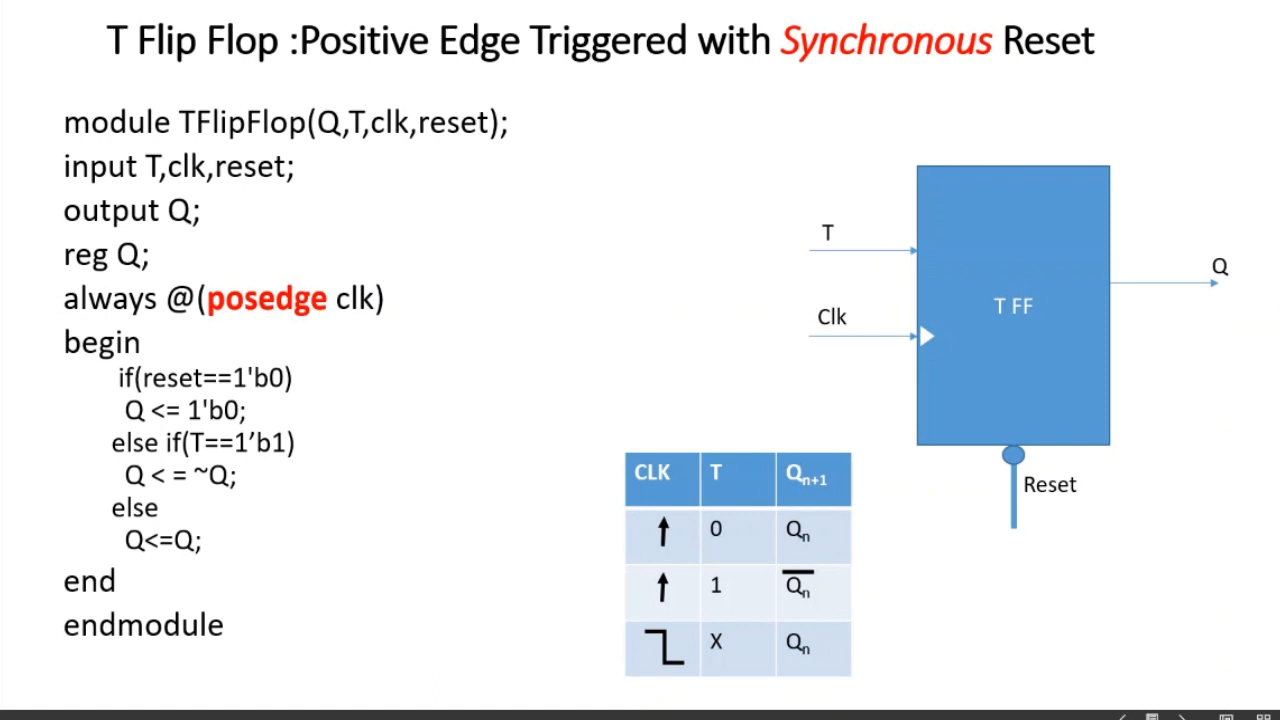 T Flip Flop :Positive Edge Triggered with Synchronous Reset
module TFlipFlop(Q,T,clk,reset);
input T,clk,reset;
output Q;
reg Q;
always @(posedge clk)
begin
if(reset==1'b0)
Q <= 1'b0;
else if(T==1’b1)
Q < = ~Q;
else
Q<=Q;
end
endmodule
T
Clk
T FF
Q
Reset
CLK T Qn+1
0 Qn
1 Q̅n
X Qn